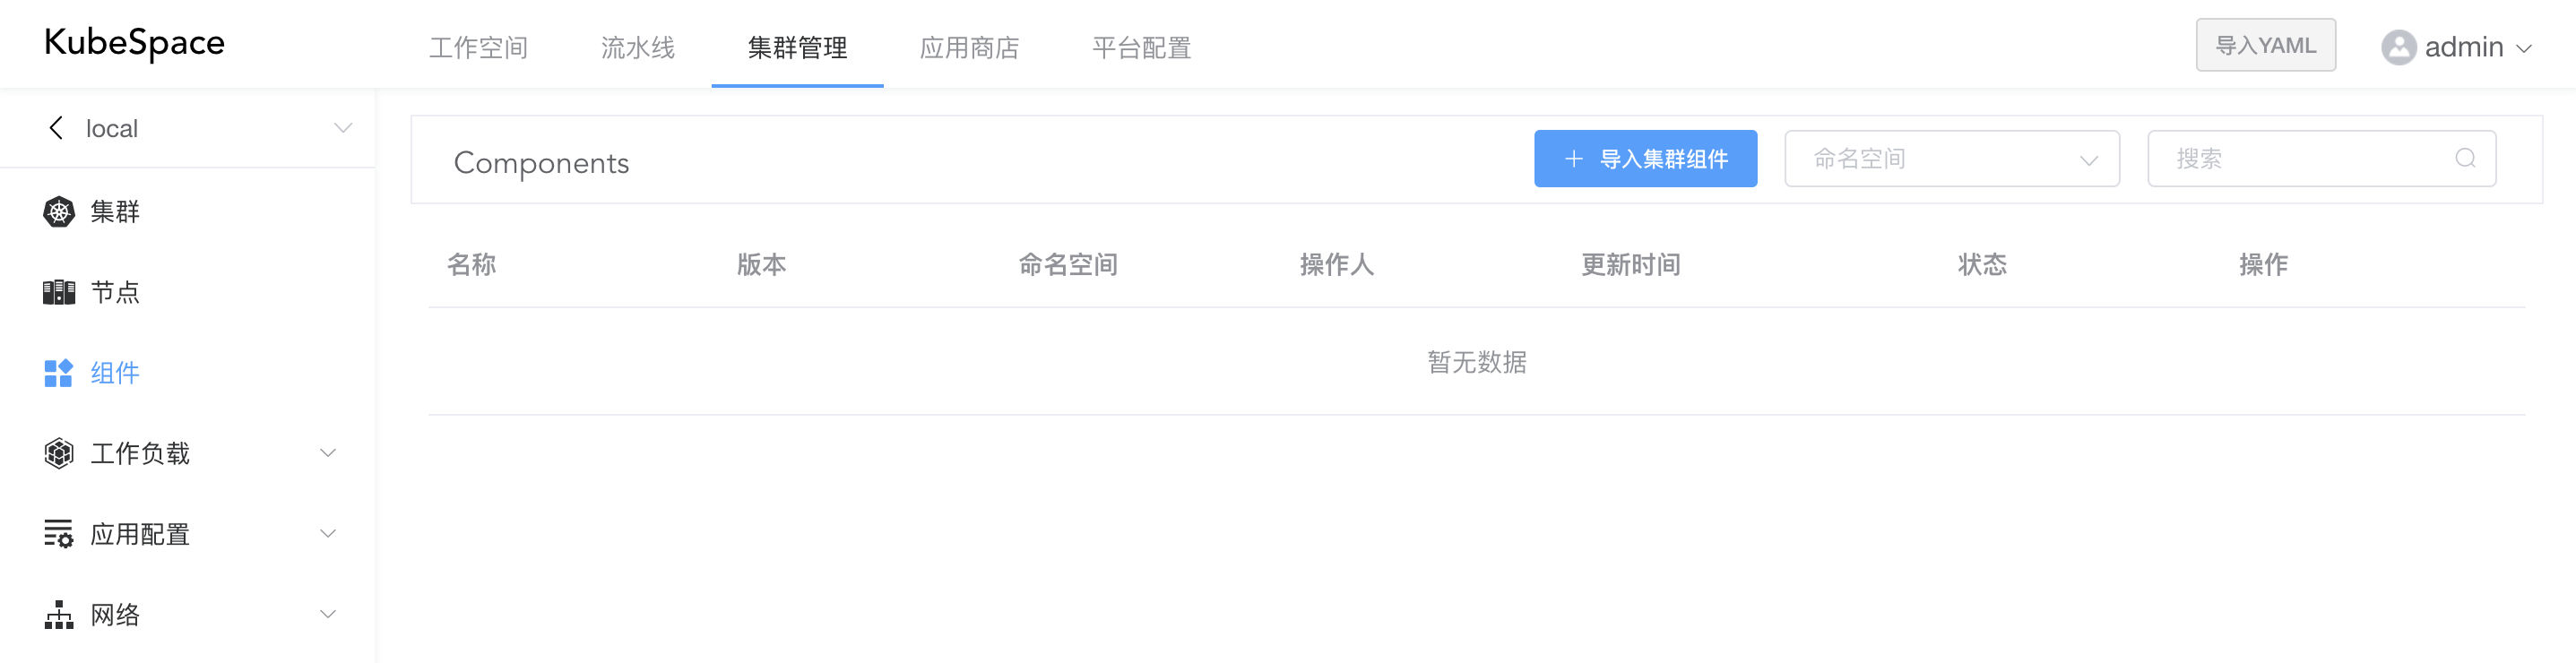 KubeSpace 工作空间 流水线 集群管理 应用商店 平台配置 导入YAML admin
local
集群
节点
组件
工作负载
应用配置
网络
Components + 导入集群组件 命名空间 搜索
名称 版本 命名空间 操作人 更新时间 状态 操作
暂无数据